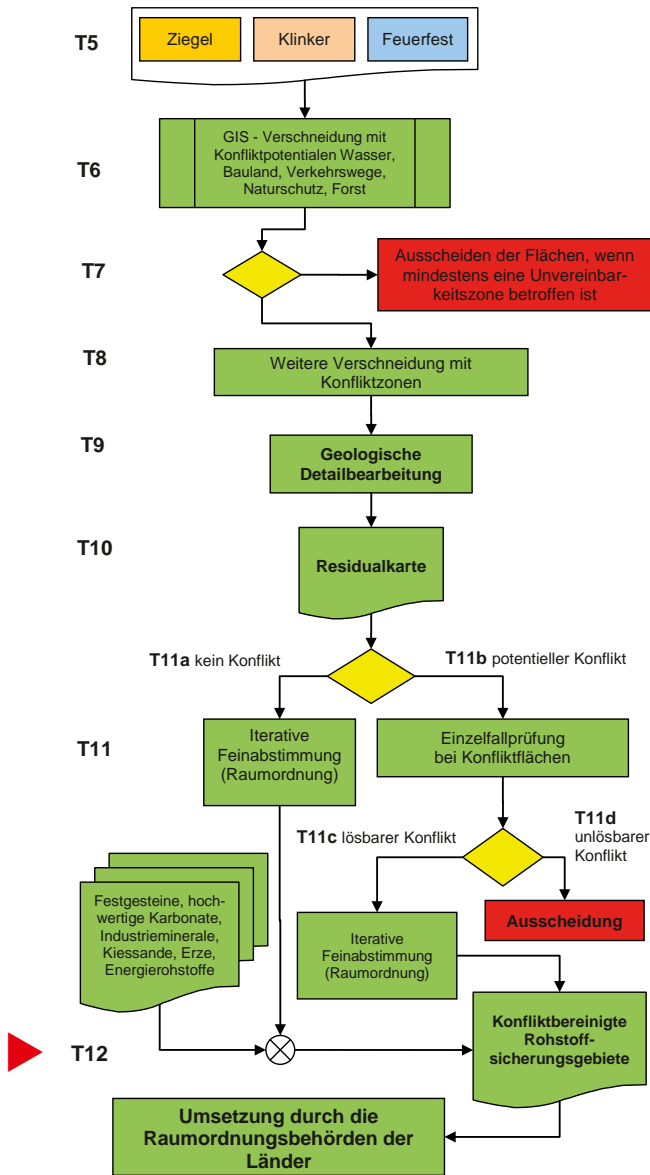 T5
Ziegel
Klinker
Feuerfest
T6
GIS - Verschneidung mit
Konfliktpotentialen Wasser,
Bauland, Verkehrswege,
Naturschutz, Forst
T7
Ausscheiden der Flächen, wenn
mindestens eine Unvereinbar-
keitszone betroffen ist
T8
Weitere Verschneidung mit
Konfliktzonen
T9
Geologische
Detailbearbeitung
T10
Residualkarte
T11a kein Konflikt
T11b potentieller Konflikt
T11
Iterative
Feinabstimmung
(Raumordnung)
Einzelfallprüfung
bei Konfliktflächen
T11c lösbarer Konflikt
T11d
unlösbarer
Konflikt
Festgesteine, hoch-
wertige Karbonate,
Industrieminerale,
Kiessande, Erze,
Energierohstoffe
Iterative
Feinabstimmung
(Raumordnung)
Ausscheidung
T12
Konfliktbereinigte
Rohstoff-
sicherungsgebiete
Umsetzung durch die
Raumordnungsbehörden der
Länder